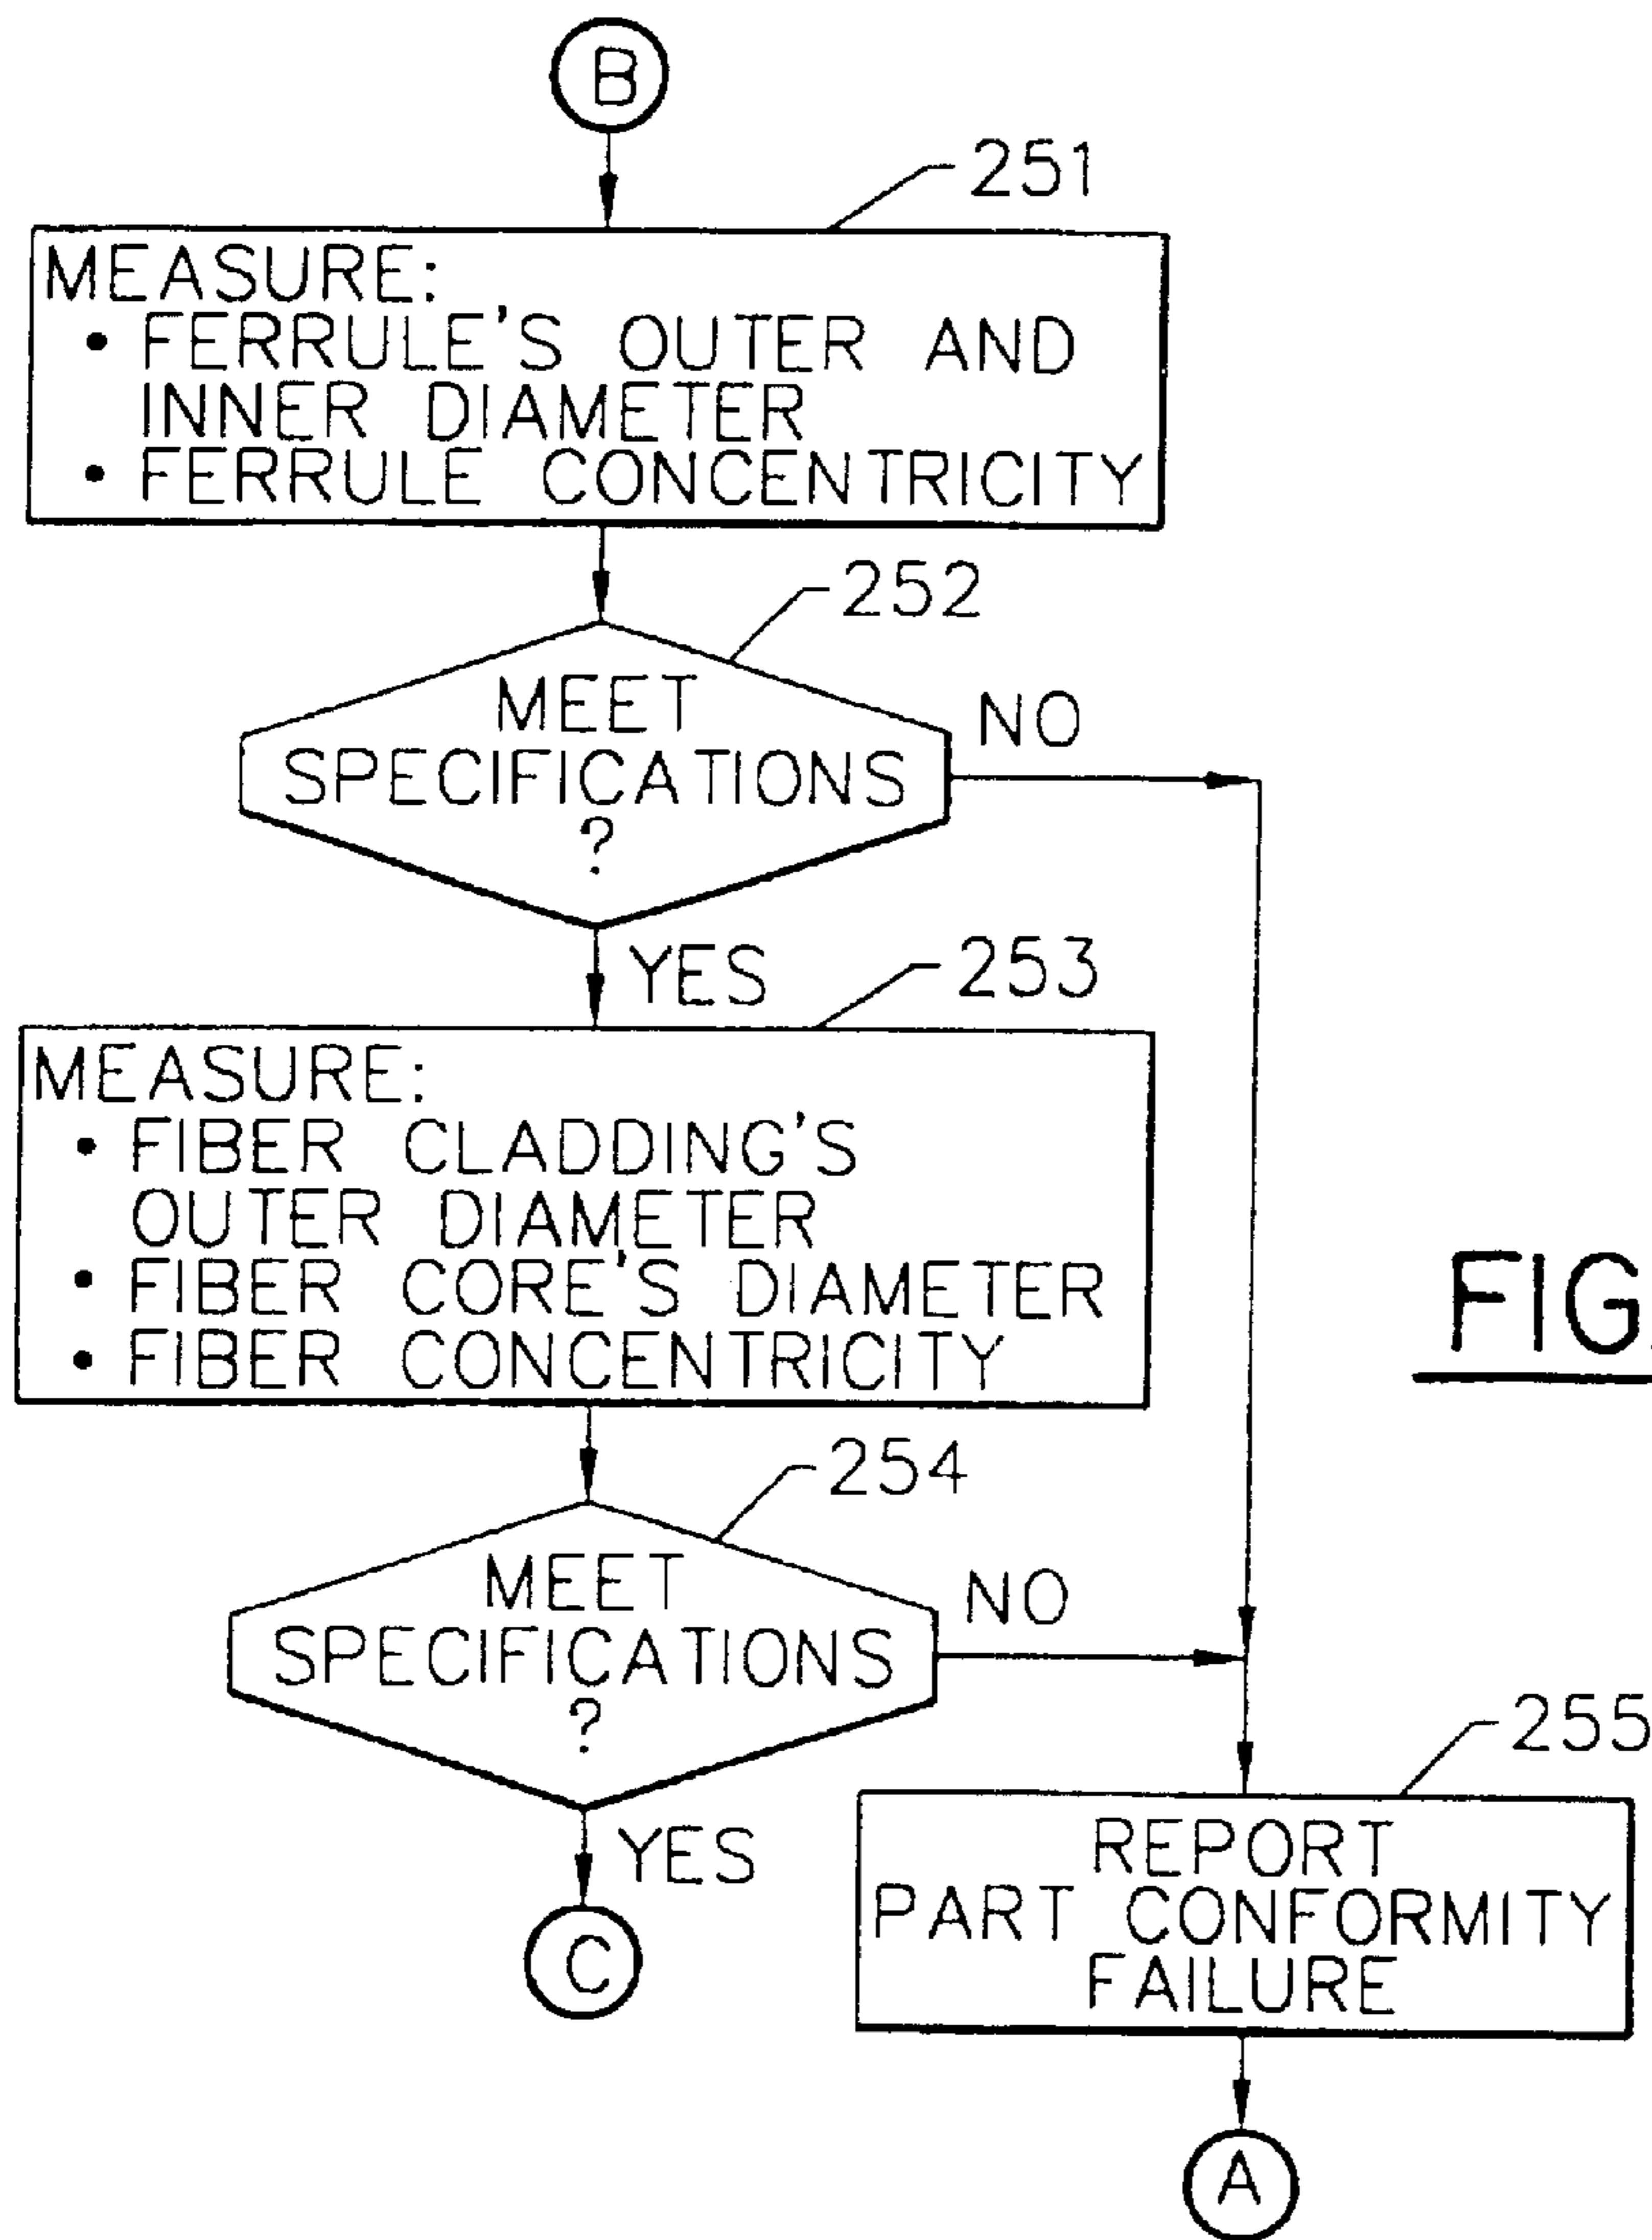 B
251
MEASURE:
• FERRULE'S OUTER AND
INNER DIAMETER
• FERRULE CONCENTRICITY
252
MEET
SPECIFICATIONS
?
NO
YES
253
MEASURE:
• FIBER CLADDING'S
OUTER DIAMETER
• FIBER CORE'S DIAMETER
• FIBER CONCENTRICITY
FIG.
254
MEET
SPECIFICATIONS
?
NO
YES
C
255
REPORT
PART CONFORMITY
FAILURE
A